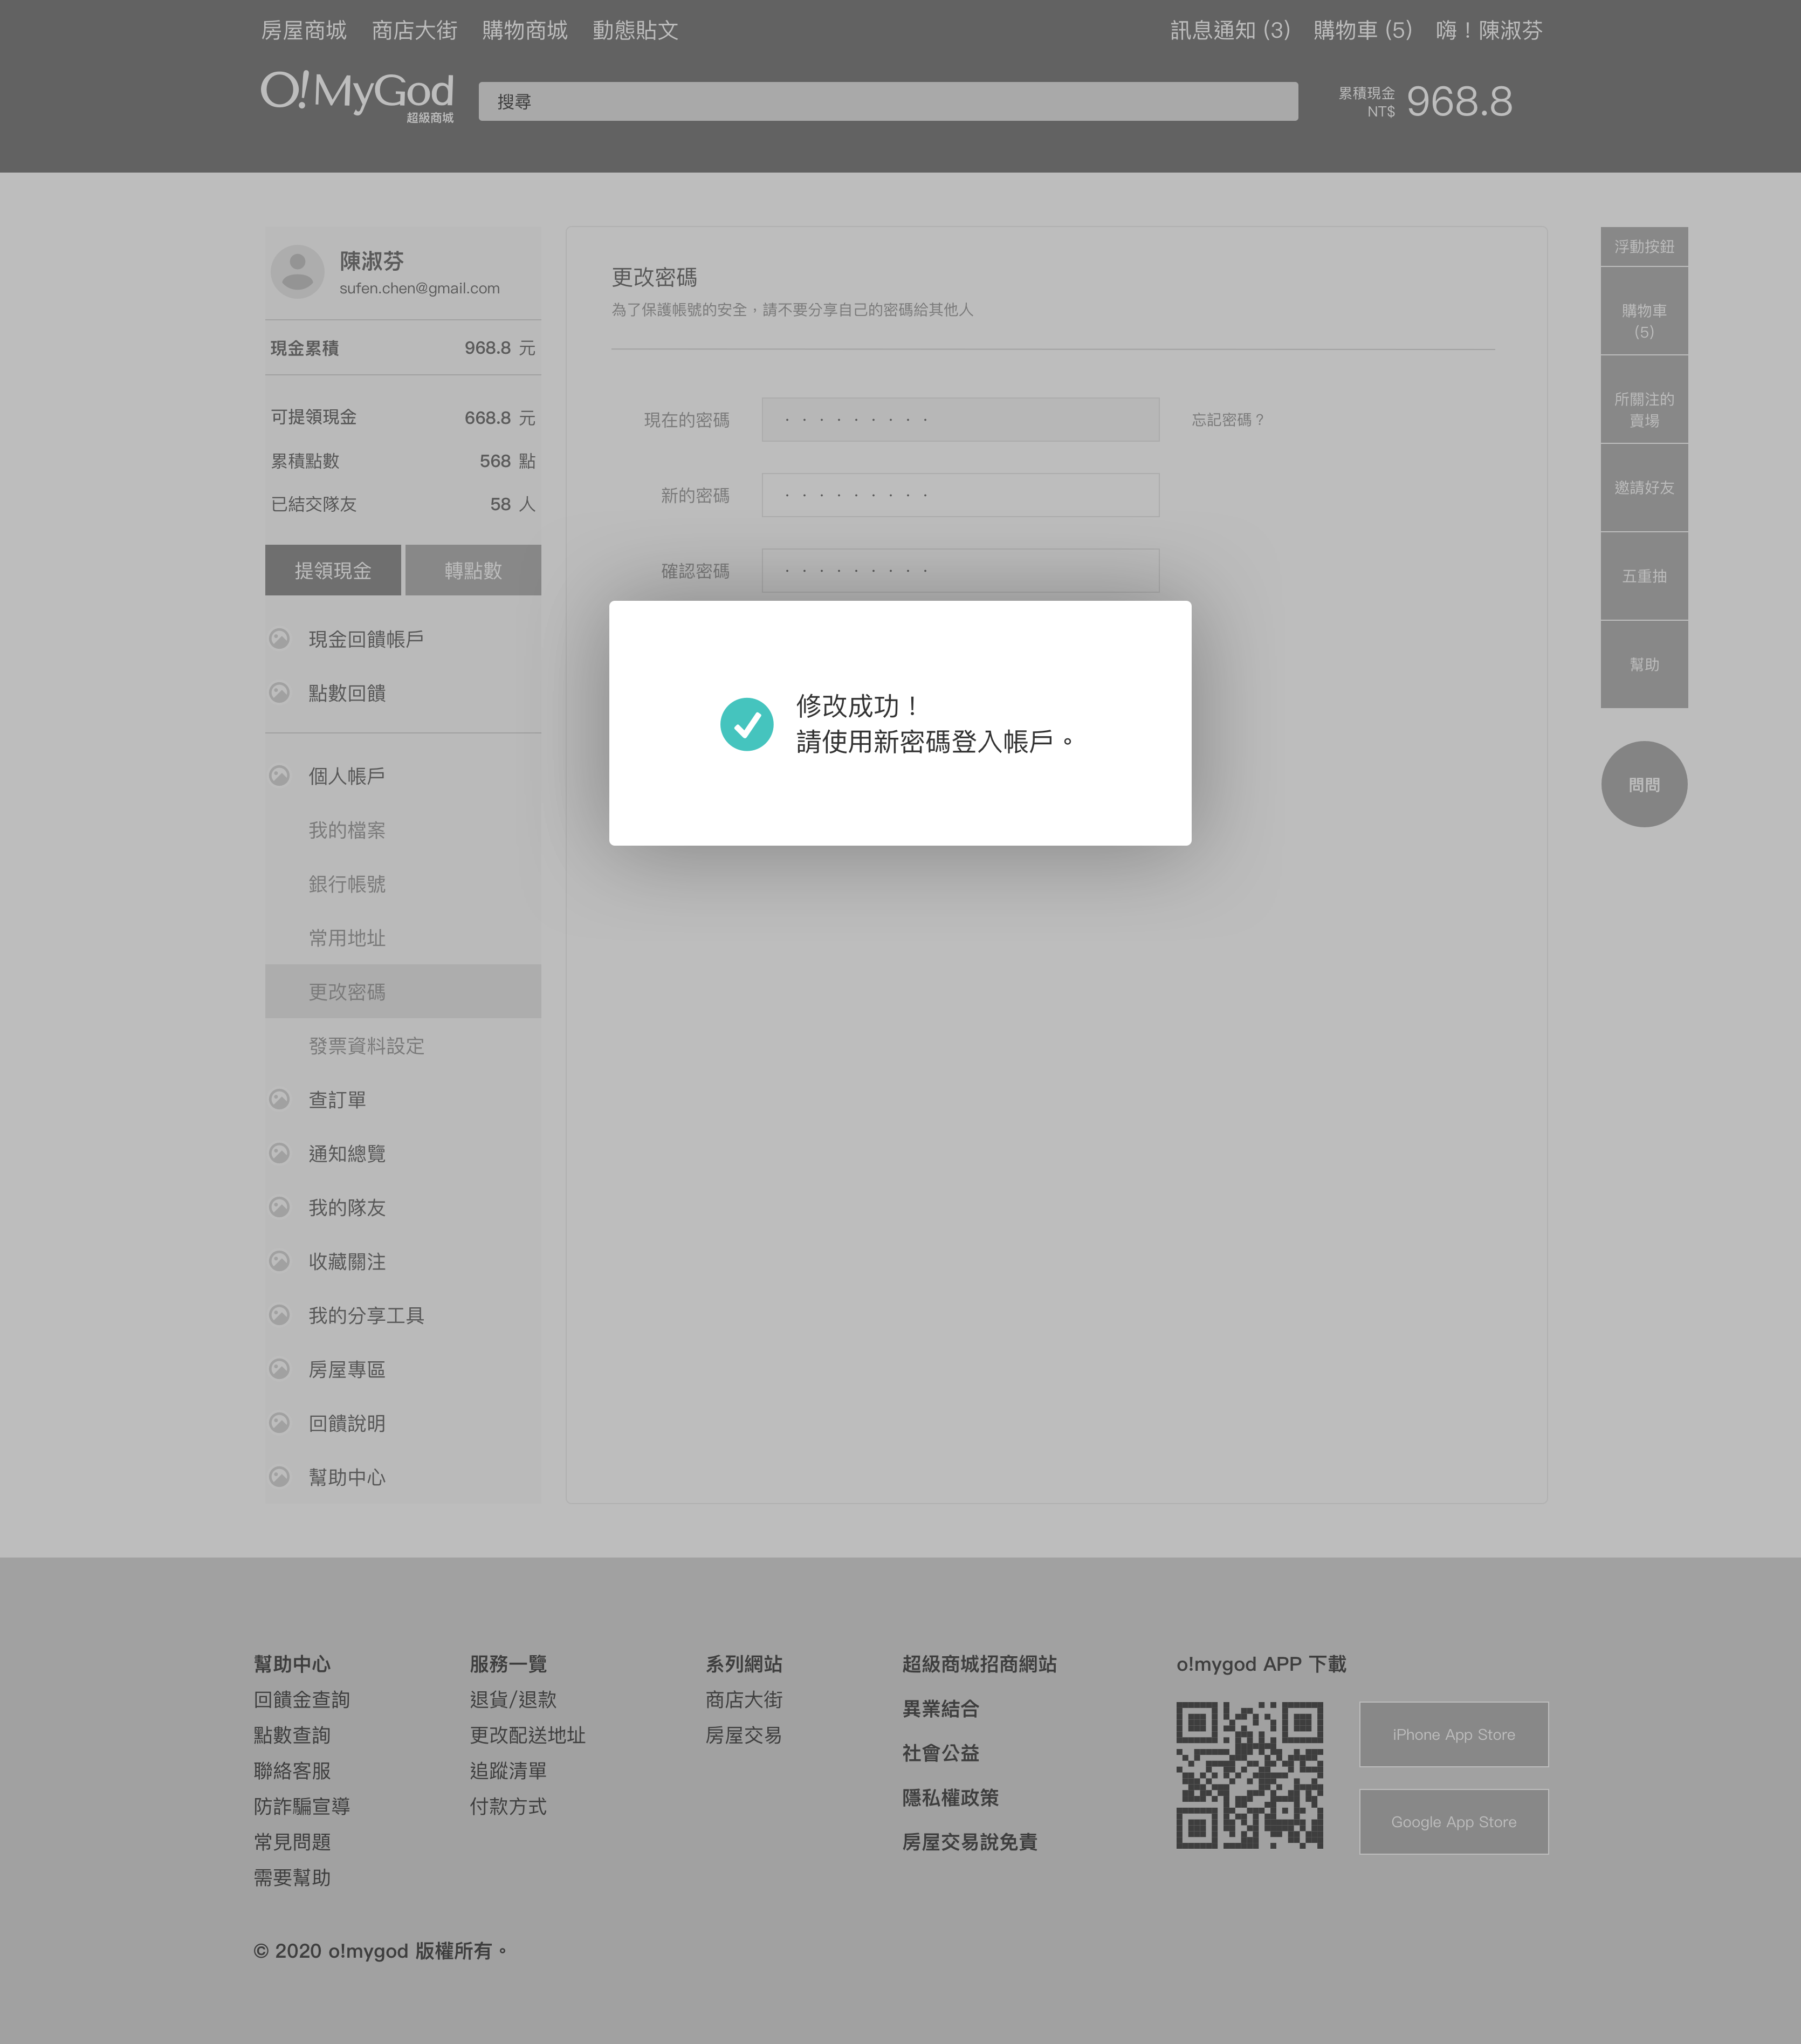 房屋商城 商店大街 購物商城 動態貼文 訊息通知 (3) 購物車 (5) 嗨！陳淑芬
O!MyGod
超級商城
搜尋
累積現金
NT$
968.8
陳淑芬
sufen.chen@gmail.com
現金累積 968.8 元
可提領現金 668.8 元
累積點數 568 點
已結交隊友 58 人
提領現金 轉點數
現金回饋帳戶
點數回饋
個人帳戶
我的檔案
銀行帳號
常用地址
更改密碼
發票資料設定
查訂單
通知總覽
我的隊友
收藏關注
我的分享工具
房屋專區
回饋說明
幫助中心
更改密碼
為了保護帳號的安全，請不要分享自己的密碼給其他人
現在的密碼 ········· 忘記密碼？
新的密碼 ·········
確認密碼 ·········
修改成功！
請使用新密碼登入帳戶。
浮動按鈕
購物車
(5)
所關注的
賣場
邀請好友
五重抽
幫助
問問
幫助中心
回饋金查詢
點數查詢
聯絡客服
防詐騙宣導
常見問題
需要幫助
服務一覽
退貨/退款
更改配送地址
追蹤清單
付款方式
系列網站
商店大街
房屋交易
超級商城招商網站
異業結合
社會公益
隱私權政策
房屋交易說免責
o!mygod APP 下載
iPhone App Store
Google App Store
© 2020 o!mygod 版權所有。